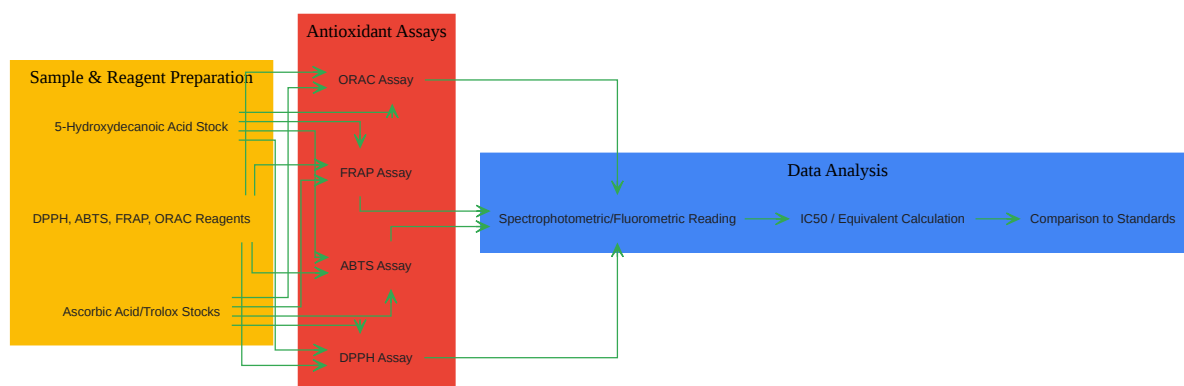 Sample & Reagent Preparation
5-Hydroxydecanoic Acid Stock
DPPH, ABTS, FRAP, ORAC Reagents
Ascorbic Acid/Trolox Stocks
Antioxidant Assays
ORAC Assay
FRAP Assay
ABTS Assay
DPPH Assay
Data Analysis
Spectrophotometric/Fluorometric Reading
IC50 / Equivalent Calculation
Comparison to Standards